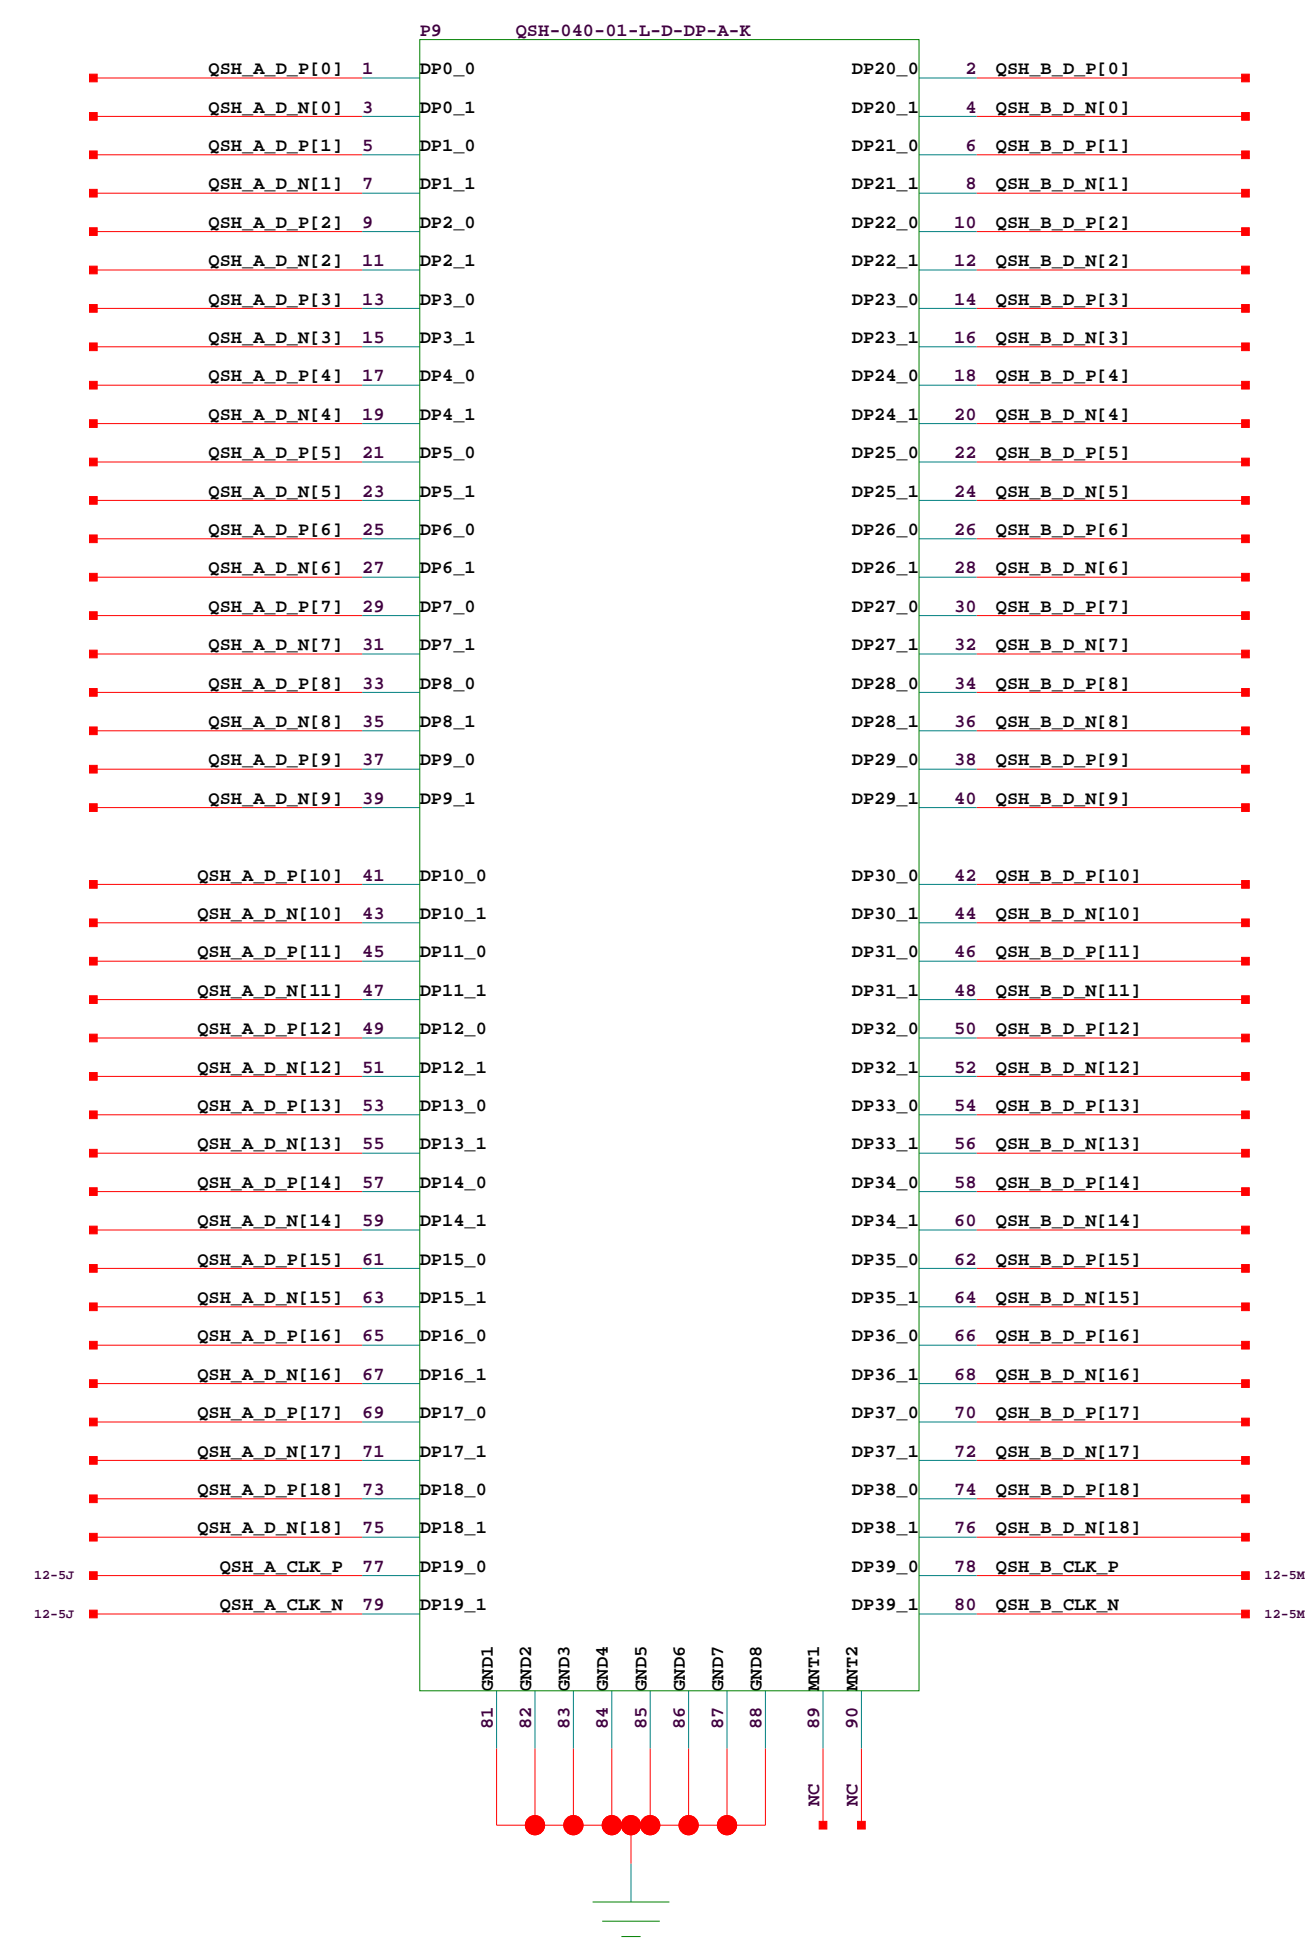 P9 QSH-040-01-L-D-DP-A-K
QSH_A_D_P[0] 1 DP0_0 DP20_0 2 QSH_B_D_P[0]
QSH_A_D_N[0] 3 DP0_1 DP20_1 4 QSH_B_D_N[0]
QSH_A_D_P[1] 5 DP1_0 DP21_0 6 QSH_B_D_P[1]
QSH_A_D_N[1] 7 DP1_1 DP21_1 8 QSH_B_D_N[1]
QSH_A_D_P[2] 9 DP2_0 DP22_0 10 QSH_B_D_P[2]
QSH_A_D_N[2] 11 DP2_1 DP22_1 12 QSH_B_D_N[2]
QSH_A_D_P[3] 13 DP3_0 DP23_0 14 QSH_B_D_P[3]
QSH_A_D_N[3] 15 DP3_1 DP23_1 16 QSH_B_D_N[3]
QSH_A_D_P[4] 17 DP4_0 DP24_0 18 QSH_B_D_P[4]
QSH_A_D_N[4] 19 DP4_1 DP24_1 20 QSH_B_D_N[4]
QSH_A_D_P[5] 21 DP5_0 DP25_0 22 QSH_B_D_P[5]
QSH_A_D_N[5] 23 DP5_1 DP25_1 24 QSH_B_D_N[5]
QSH_A_D_P[6] 25 DP6_0 DP26_0 26 QSH_B_D_P[6]
QSH_A_D_N[6] 27 DP6_1 DP26_1 28 QSH_B_D_N[6]
QSH_A_D_P[7] 29 DP7_0 DP27_0 30 QSH_B_D_P[7]
QSH_A_D_N[7] 31 DP7_1 DP27_1 32 QSH_B_D_N[7]
QSH_A_D_P[8] 33 DP8_0 DP28_0 34 QSH_B_D_P[8]
QSH_A_D_N[8] 35 DP8_1 DP28_1 36 QSH_B_D_N[8]
QSH_A_D_P[9] 37 DP9_0 DP29_0 38 QSH_B_D_P[9]
QSH_A_D_N[9] 39 DP9_1 DP29_1 40 QSH_B_D_N[9]
QSH_A_D_P[10] 41 DP10_0 DP30_0 42 QSH_B_D_P[10]
QSH_A_D_N[10] 43 DP10_1 DP30_1 44 QSH_B_D_N[10]
QSH_A_D_P[11] 45 DP11_0 DP31_0 46 QSH_B_D_P[11]
QSH_A_D_N[11] 47 DP11_1 DP31_1 48 QSH_B_D_N[11]
QSH_A_D_P[12] 49 DP12_0 DP32_0 50 QSH_B_D_P[12]
QSH_A_D_N[12] 51 DP12_1 DP32_1 52 QSH_B_D_N[12]
QSH_A_D_P[13] 53 DP13_0 DP33_0 54 QSH_B_D_P[13]
QSH_A_D_N[13] 55 DP13_1 DP33_1 56 QSH_B_D_N[13]
QSH_A_D_P[14] 57 DP14_0 DP34_0 58 QSH_B_D_P[14]
QSH_A_D_N[14] 59 DP14_1 DP34_1 60 QSH_B_D_N[14]
QSH_A_D_P[15] 61 DP15_0 DP35_0 62 QSH_B_D_P[15]
QSH_A_D_N[15] 63 DP15_1 DP35_1 64 QSH_B_D_N[15]
QSH_A_D_P[16] 65 DP16_0 DP36_0 66 QSH_B_D_P[16]
QSH_A_D_N[16] 67 DP16_1 DP36_1 68 QSH_B_D_N[16]
QSH_A_D_P[17] 69 DP17_0 DP37_0 70 QSH_B_D_P[17]
QSH_A_D_N[17] 71 DP17_1 DP37_1 72 QSH_B_D_N[17]
QSH_A_D_P[18] 73 DP18_0 DP38_0 74 QSH_B_D_P[18]
QSH_A_D_N[18] 75 DP18_1 DP38_1 76 QSH_B_D_N[18]
12-5J QSH_A_CLK_P 77 DP19_0 DP39_0 78 QSH_B_CLK_P 12-5M
12-5J QSH_A_CLK_N 79 DP19_1 DP39_1 80 QSH_B_CLK_N 12-5M
GND1 GND2 GND3 GND4 GND5 GND6 GND7 GND8 MNT1 MNT2
81 82 83 84 85 86 87 88 89 90
NC NC